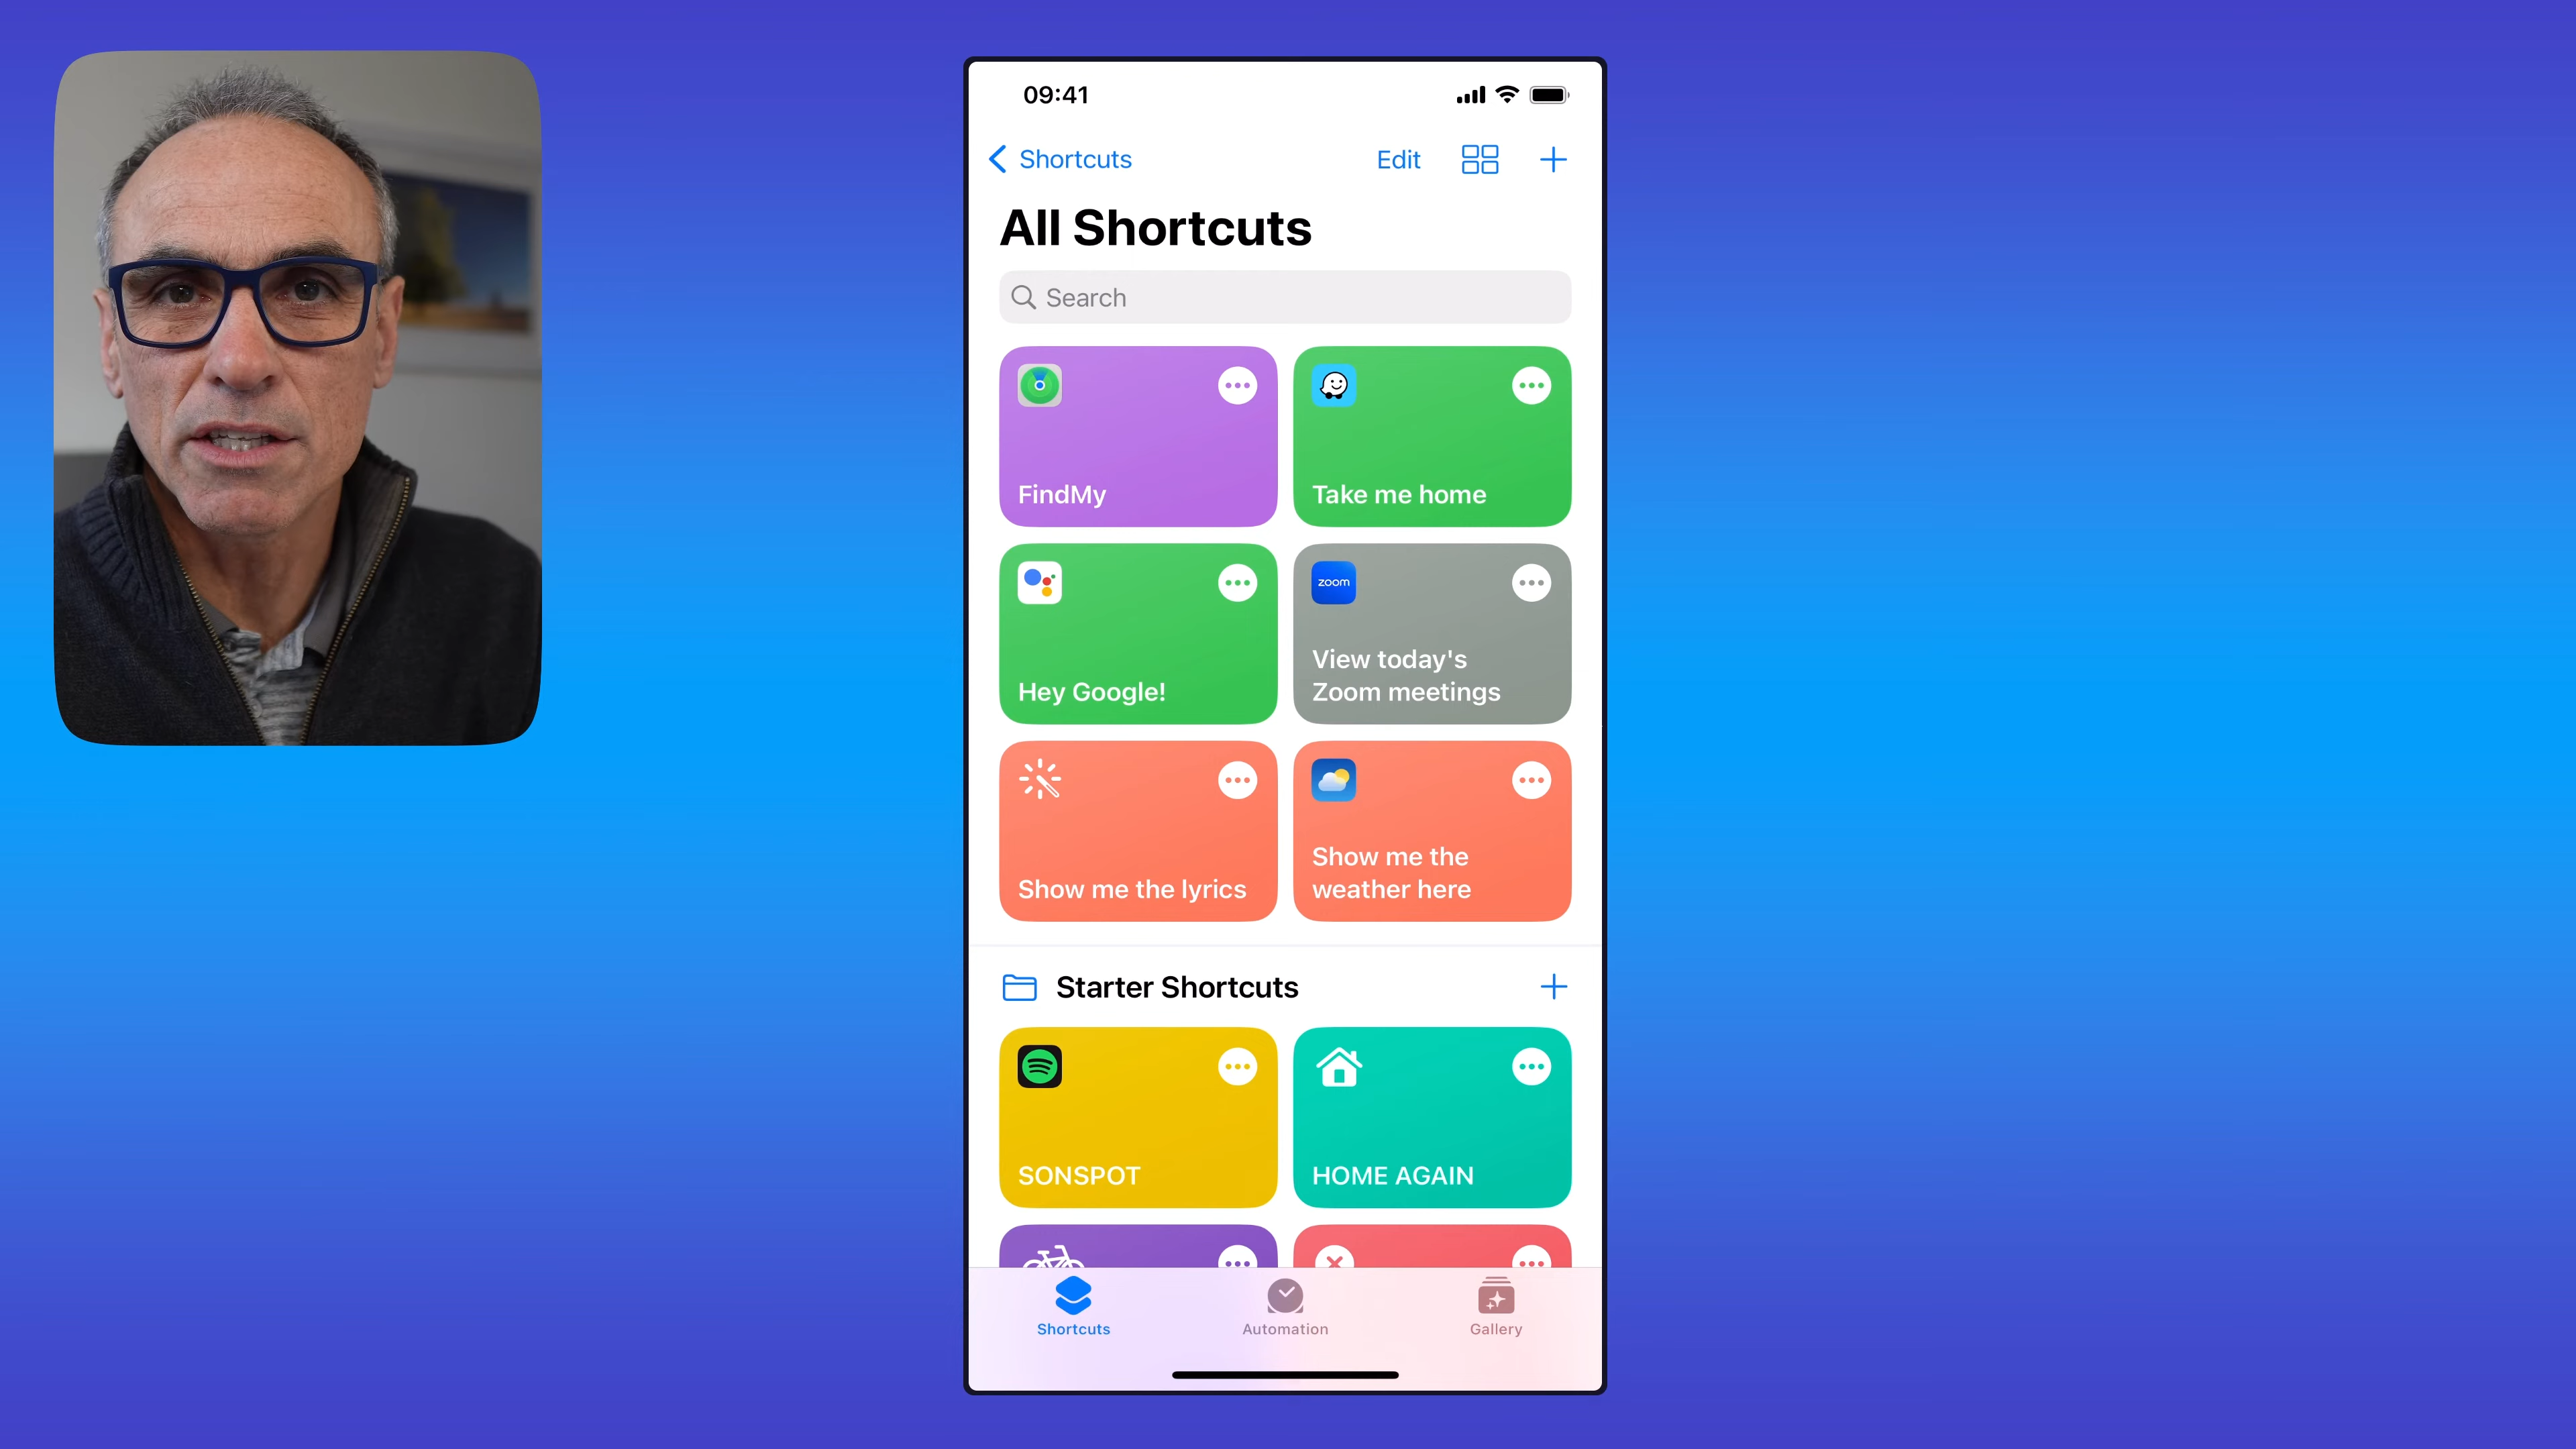 09:41
Shortcuts
Edit
All Shortcuts
Search
FindMy
Take me home
Hey Google!
zoom
View today's
Zoom meetings
Show me the lyrics
Show me the
weather here
Starter Shortcuts
SONSPOT
HOME AGAIN
Shortcuts
Automation
Gallery